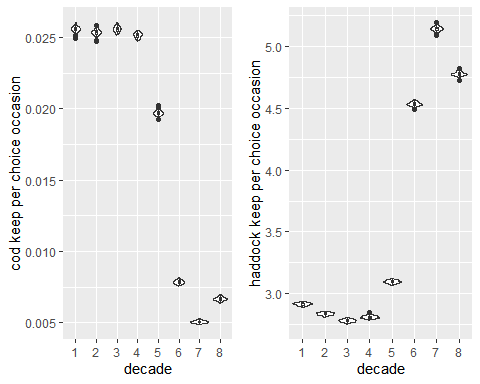 cod keep per choice occasion
0.025
0.020
0.015
0.010
0.005
1 2 3 4 5 6 7 8
decade
haddock keep per choice occasion
5.0
4.5
4.0
3.5
3.0
1 2 3 4 5 6 7 8
decade